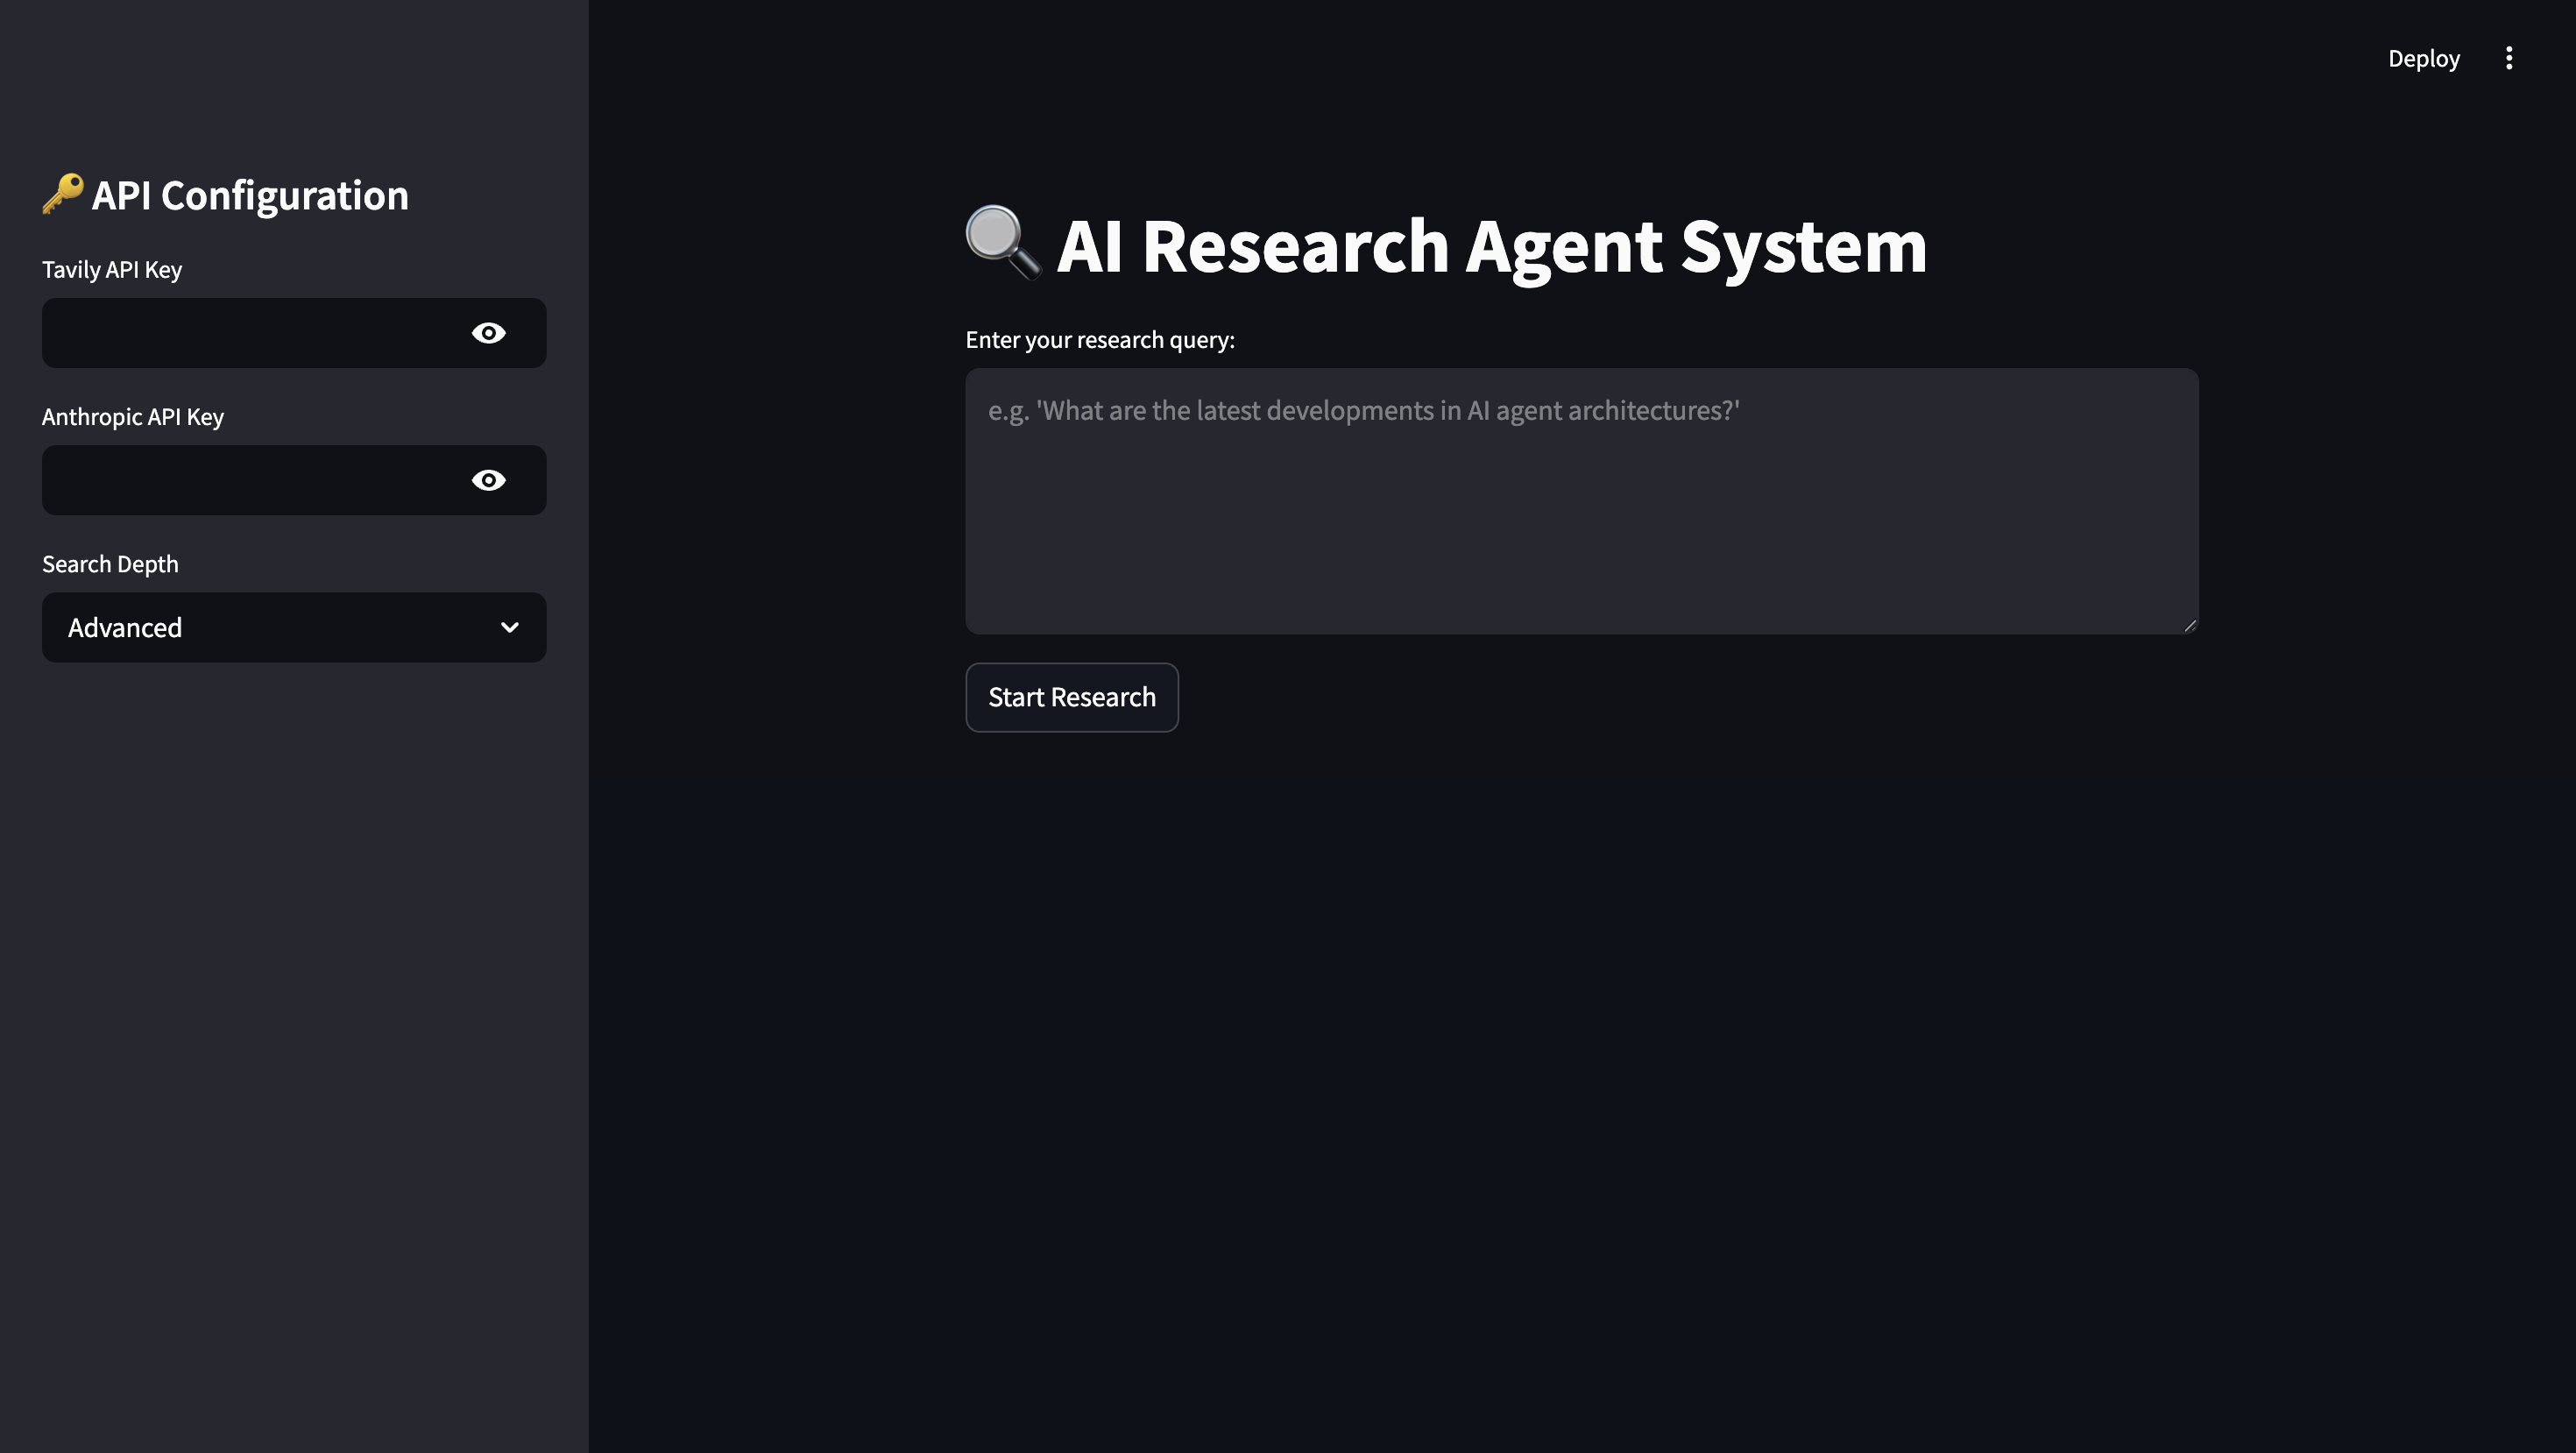 Deploy
🔑 API Configuration
Tavily API Key
Anthropic API Key
Search Depth
Advanced
🔍 AI Research Agent System
Enter your research query:
e.g. 'What are the latest developments in AI agent architectures?'
Start Research